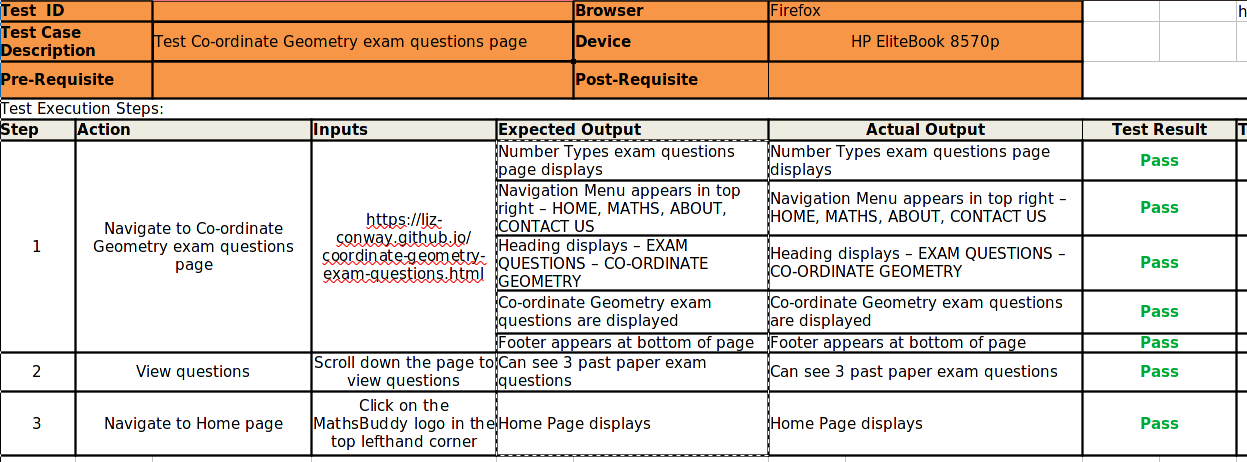 Test ID
Browser
Firefox
h
Test Case
Description
Test Co-ordinate Geometry exam questions page
Device
HP EliteBook 8570p
Pre-Requisite
Post-Requisite
Test Execution Steps:
Step
Action
Inputs
Expected Output
Actual Output
Test Result
T
1
Navigate to Co-ordinate
Geometry exam questions
page
https://liz-
conway.github.io/
coordinate-geometry-
exam-questions.html
Number Types exam questions
page displays
Number Types exam questions page
displays
Pass
Navigation Menu appears in top
right – HOME, MATHS, ABOUT,
CONTACT US
Navigation Menu appears in top right –
HOME, MATHS, ABOUT, CONTACT US
Pass
Heading displays – EXAM
QUESTIONS – CO-ORDINATE
GEOMETRY
Heading displays – EXAM QUESTIONS –
CO-ORDINATE GEOMETRY
Pass
Co-ordinate Geometry exam
questions are displayed
Co-ordinate Geometry exam questions
are displayed
Pass
Footer appears at bottom of page
Footer appears at bottom of page
Pass
2
View questions
Scroll down the page to
view questions
Can see 3 past paper exam
questions
Can see 3 past paper exam questions
Pass
3
Navigate to Home page
Click on the
MathsBuddy logo in the
top lefthand corner
Home Page displays
Home Page displays
Pass